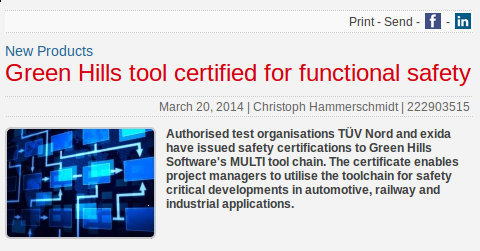 Print - Send - f - in
New Products
Green Hills tool certified for functional safety
March 20, 2014 | Christoph Hammerschmidt | 222903515
Authorised test organisations TÜV Nord and exida
have issued safety certifications to Green Hills
Software's MULTI tool chain. The certificate enables
project managers to utilise the toolchain for safety
critical developments in automotive, railway and
industrial applications.